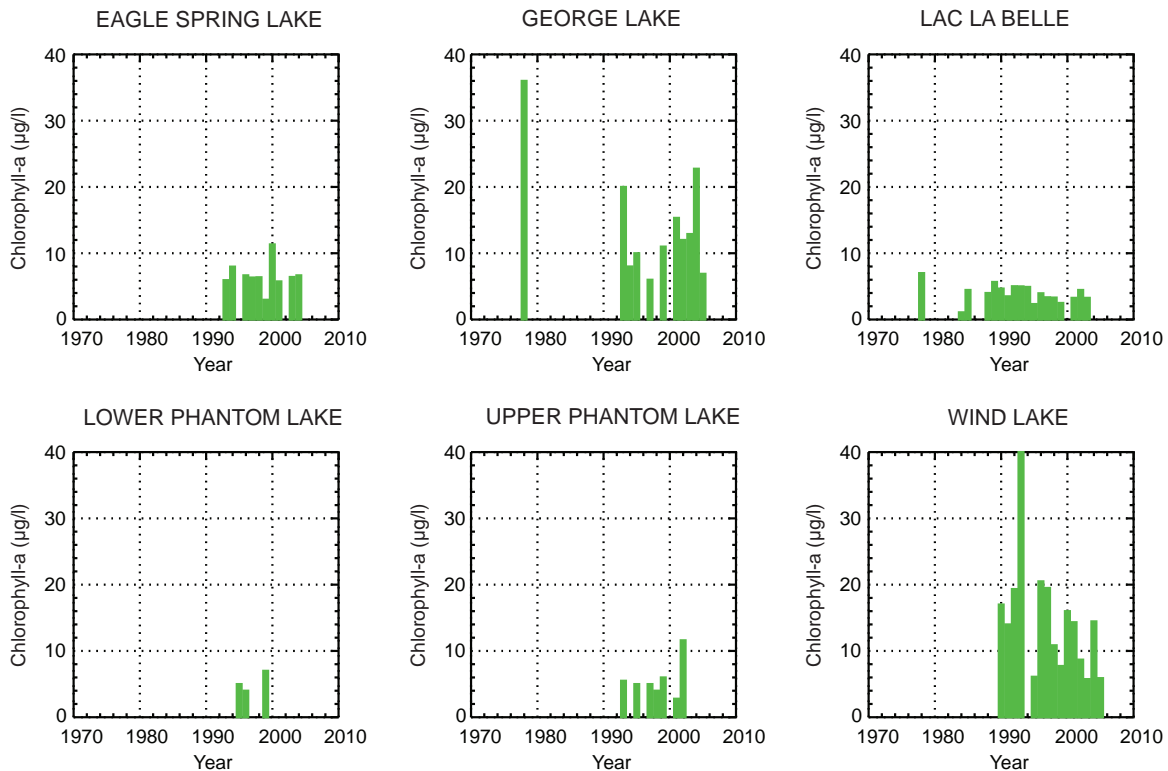 EAGLE SPRING LAKE
40
30
20
10
0
Chlorophyll-a (µg/l)
1970 1980 1990 2000 2010
Year
GEORGE LAKE
40
30
20
10
0
Chlorophyll-a (µg/l)
1970 1980 1990 2000 2010
Year
LAC LA BELLE
40
30
20
10
0
Chlorophyll-a (µg/l)
1970 1980 1990 2000 2010
Year
LOWER PHANTOM LAKE
40
30
20
10
0
Chlorophyll-a (µg/l)
1970 1980 1990 2000 2010
Year
UPPER PHANTOM LAKE
40
30
20
10
0
Chlorophyll-a (µg/l)
1970 1980 1990 2000 2010
Year
WIND LAKE
40
30
20
10
0
Chlorophyll-a (µg/l)
1970 1980 1990 2000 2010
Year